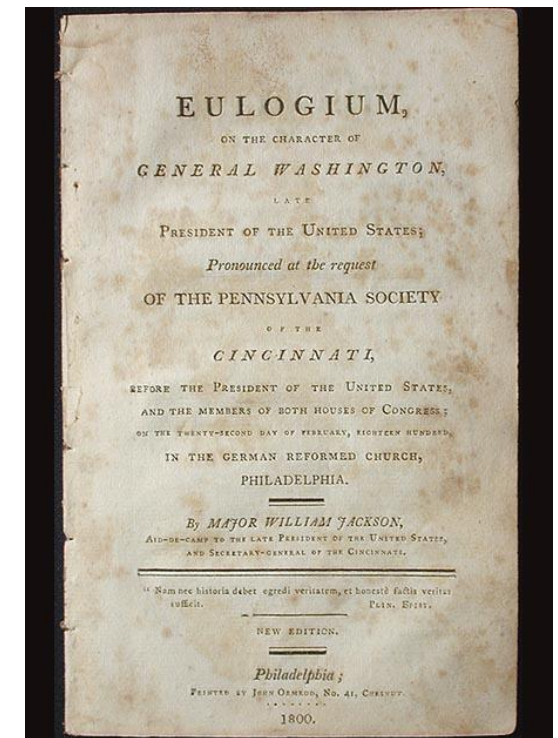 EULOGIUM,
ON THE CHARACTER OF
GENERAL WASHINGTON,
LATE
PRESIDENT OF THE UNITED STATES;
Pronounced at the request
OF THE PENNSYLVANIA SOCIETY
OF THE
CINCINNATI,
BEFORE THE PRESIDENT OF THE UNITED STATES,
AND THE MEMBERS OF BOTH HOUSES OF CONGRESS;
ON THE TWENTY-SECOND DAY OF FEBRUARY, EIGHTEEN HUNDRED,
IN THE GERMAN REFORMED CHURCH,
PHILADELPHIA.
By MAJOR WILLIAM JACKSON,
AID-DE-CAMP TO THE LATE PRESIDENT OF THE UNITED STATES,
AND SECRETARY-GENERAL OF THE CINCINNATI.
" Nam nec historia debet egredi veritatem, et honestè factis veritas
sufficit. PLIN. EPIST.
NEW EDITION.
Philadelphia;
PRINTED BY JOHN ORMROD, No. 41, CHESNUT-
1800.